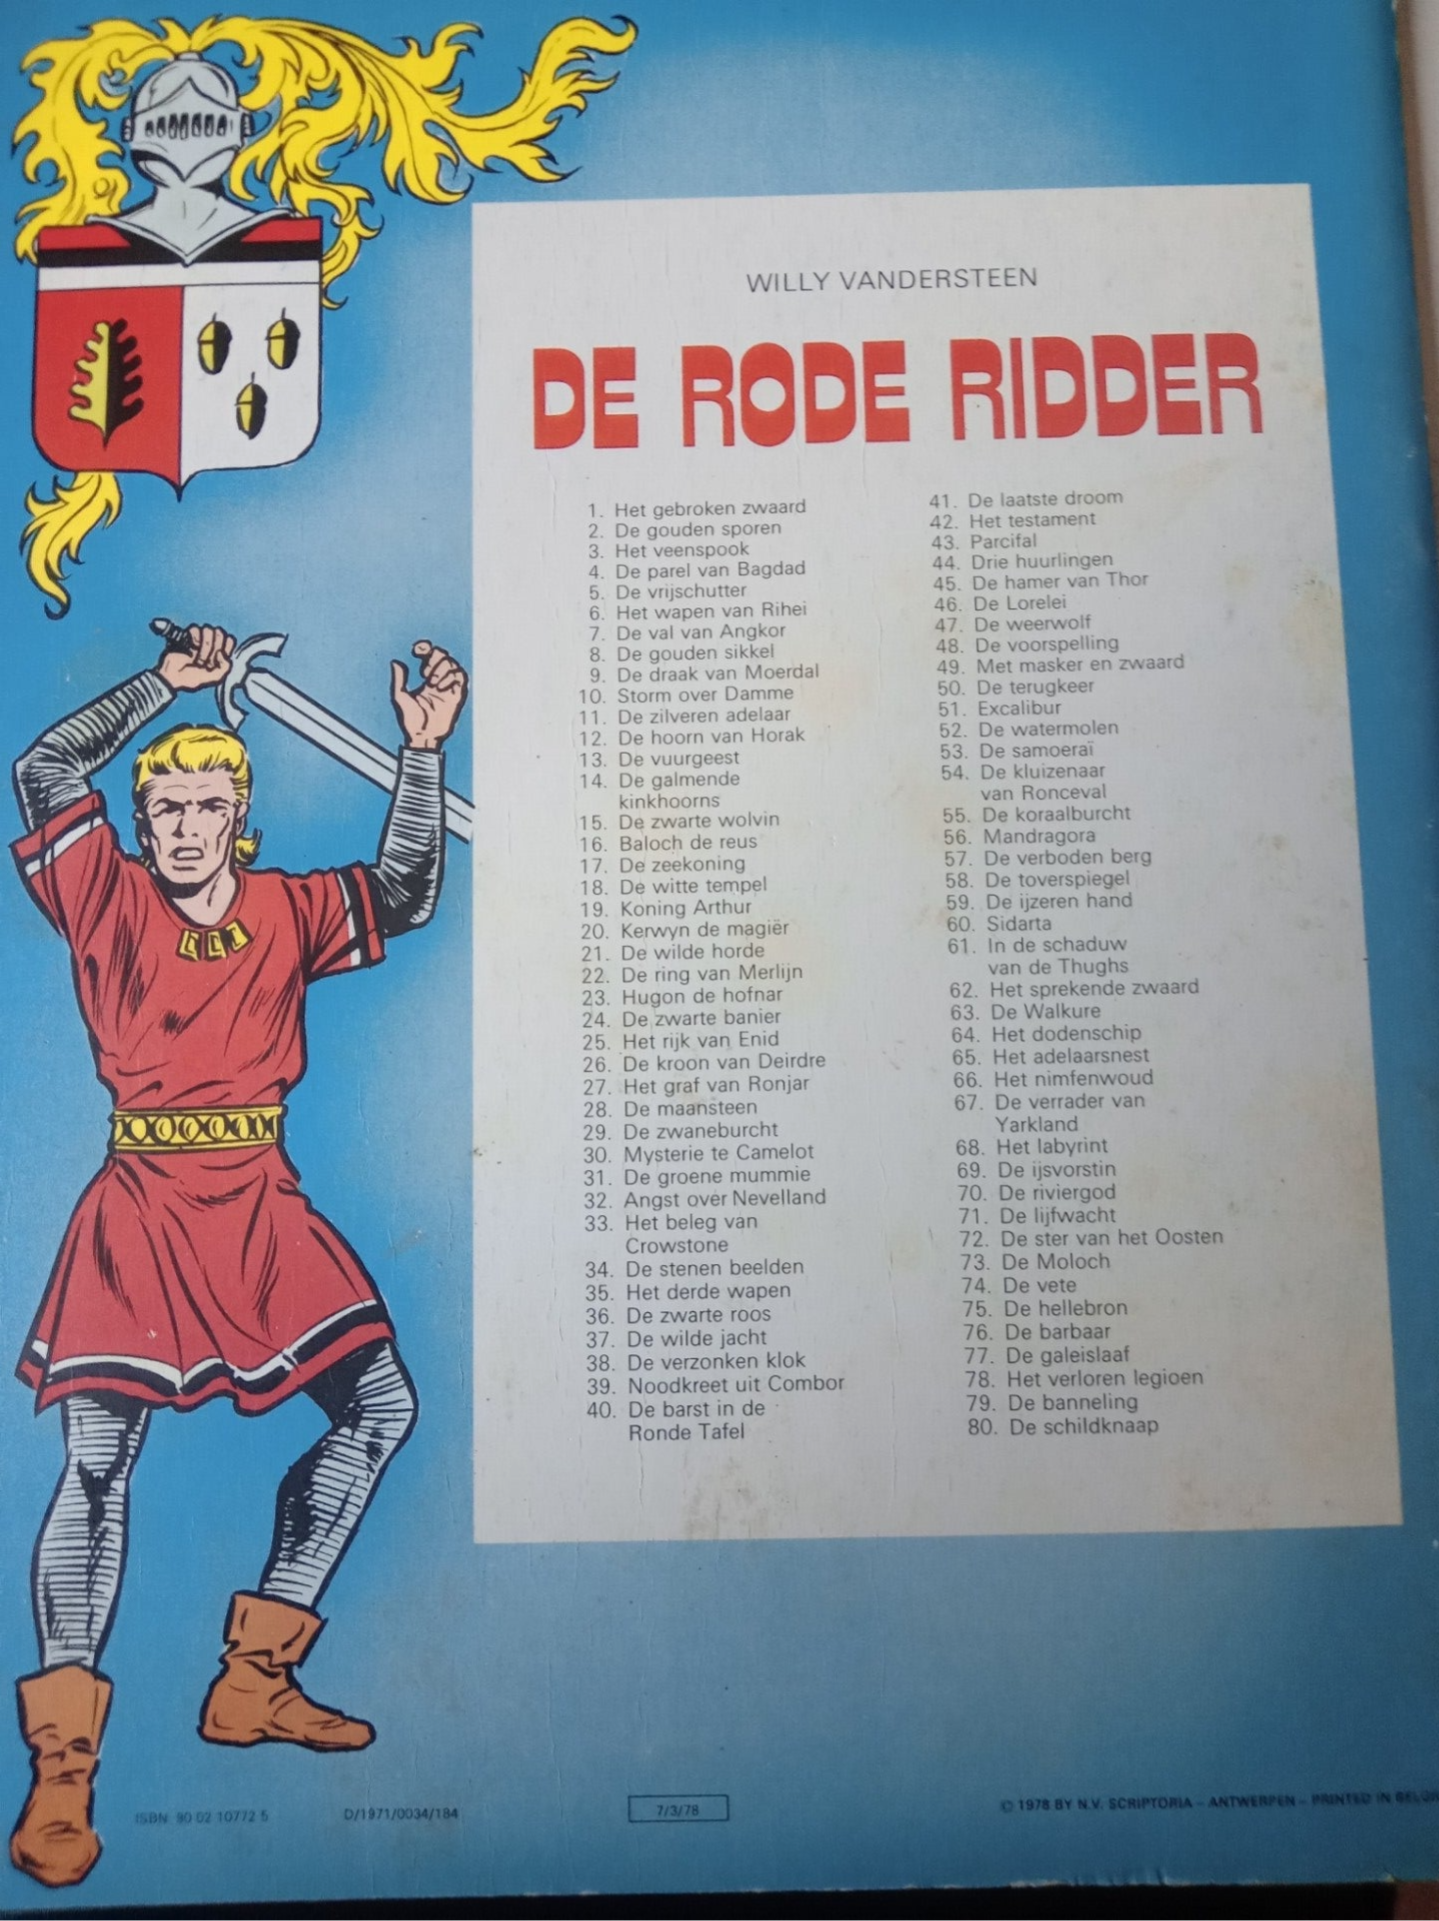 WILLY VANDERSTEEN
DE RODE RIDDER
1. Het gebroken zwaard
2. De gouden sporen
3. Het veenspook
4. De parel van Bagdad
5. De vrijschutter
6. Het wapen van Rihei
7. De val van Angkor
8. De gouden sikkel
9. De draak van Moerdal
10. Storm over Damme
11. De zilveren adelaar
12. De hoorn van Horak
13. De vuurgeest
14. De galmende
kinkhoorns
15. De zwarte wolvin
16. Baloch de reus
17. De zeekoning
18. De witte tempel
19. Koning Arthur
20. Kerwyn de magiër
21. De wilde horde
22. De ring van Merlijn
23. Hugon de hofnar
24. De zwarte banier
25. Het rijk van Enid
26. De kroon van Deirdre
27. Het graf van Ronjar
28. De maansteen
29. De zwaneburcht
30. Mysterie te Camelot
31. De groene mummie
32. Angst over Nevelland
33. Het beleg van
Crowstone
34. De stenen beelden
35. Het derde wapen
36. De zwarte roos
37. De wilde jacht
38. De verzonken klok
39. Noodkreet uit Combor
40. De barst in de
Ronde Tafel
41. De laatste droom
42. Het testament
43. Parcifal
44. Drie huurlingen
45. De hamer van Thor
46. De Lorelei
47. De weerwolf
48. De voorspelling
49. Met masker en zwaard
50. De terugkeer
51. Excalibur
52. De watermolen
53. De samoeraï
54. De kluizenaar
van Ronceval
55. De koraalburcht
56. Mandragora
57. De verboden berg
58. De toverspiegel
59. De ijzeren hand
60. Sidarta
61. In de schaduw
van de Thughs
62. Het sprekende zwaard
63. De Walkure
64. Het dodenschip
65. Het adelaarsnest
66. Het nimfenwoud
67. De verrader van
Yarkland
68. Het labyrint
69. De ijsvorstin
70. De riviergod
71. De lijfwacht
72. De ster van het Oosten
73. De Moloch
74. De vete
75. De hellebron
76. De barbaar
77. De galeislaaf
78. Het verloren legioen
79. De banneling
80. De schildknaap
ISBN 90 02 10772 5 D/1971/0034/184 7/3/78 © 1978 BY N.V. SCRIPTORIA - ANTWERPEN - PRINTED IN